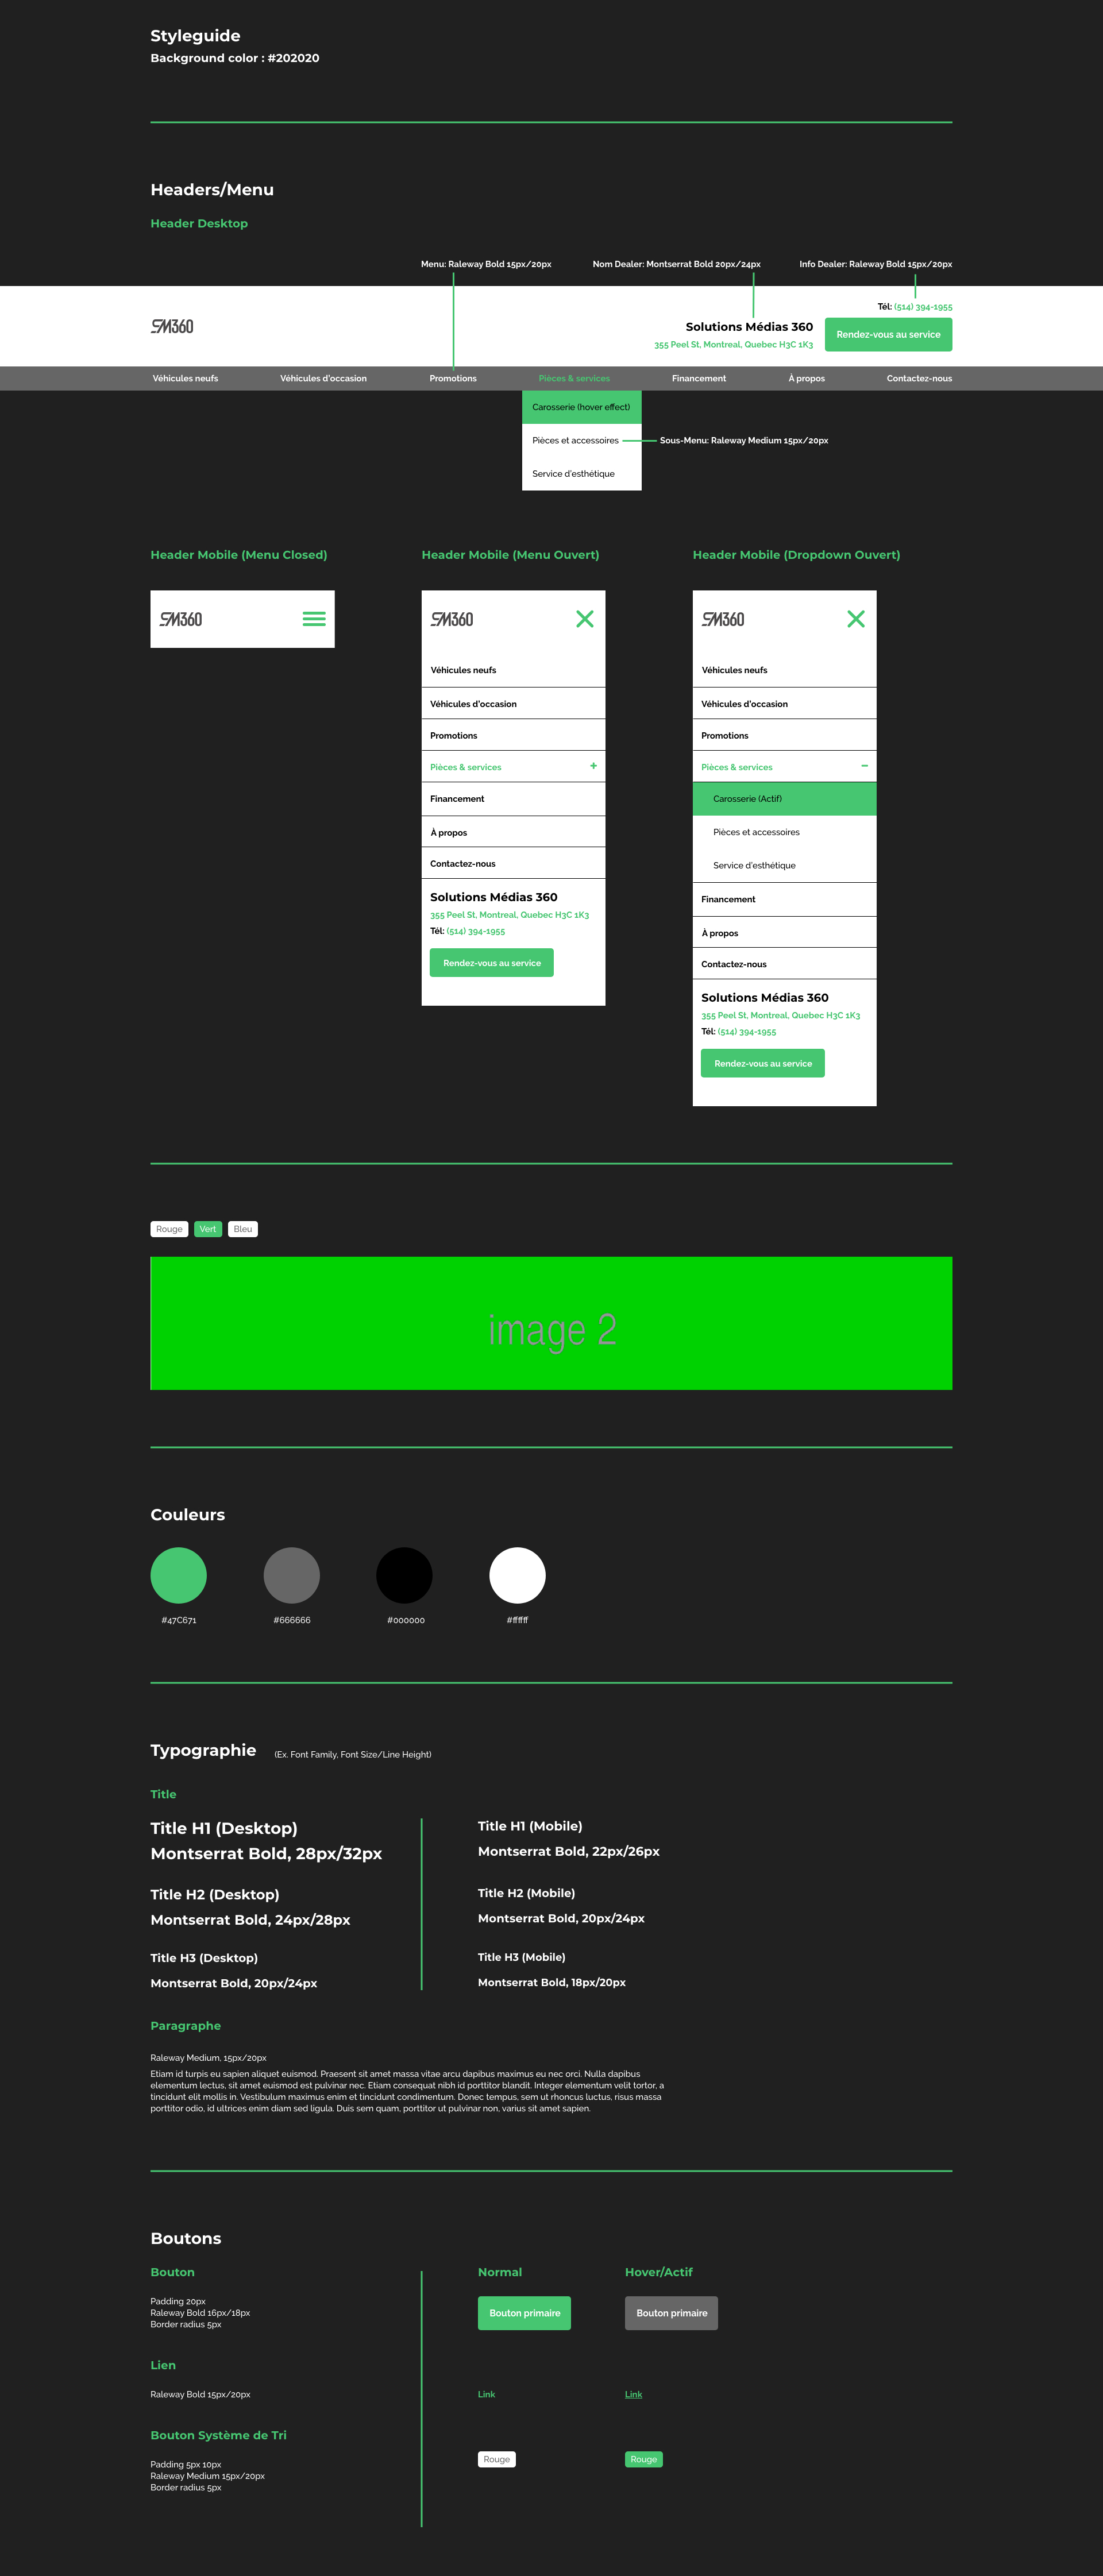 Styleguide
Background color : #202020
Headers/Menu
Header Desktop
Menu: Raleway Bold 15px/20px
Nom Dealer: Montserrat Bold 20px/24px
Info Dealer: Raleway Bold 15px/20px
SM360
Tél: (514) 394-1955
Solutions Médias 360
355 Peel St, Montreal, Quebec H3C 1K3
Rendez-vous au service
Véhicules neufs
Véhicules d'occasion
Promotions
Pièces & services
Financement
À propos
Contactez-nous
Carosserie (hover effect)
Pièces et accessoires
Sous-Menu: Raleway Medium 15px/20px
Service d'esthétique
Header Mobile (Menu Closed)
SM360
Header Mobile (Menu Ouvert)
SM360
Véhicules neufs
Véhicules d'occasion
Promotions
Pièces & services +
Financement
À propos
Contactez-nous
Solutions Médias 360
355 Peel St, Montreal, Quebec H3C 1K3
Tél: (514) 394-1955
Rendez-vous au service
Header Mobile (Dropdown Ouvert)
SM360
Véhicules neufs
Véhicules d'occasion
Promotions
Pièces & services −
Carosserie (Actif)
Pièces et accessoires
Service d'esthétique
Financement
À propos
Contactez-nous
Solutions Médias 360
355 Peel St, Montreal, Quebec H3C 1K3
Tél: (514) 394-1955
Rendez-vous au service
Rouge
Vert
Bleu
image 2
Couleurs
#47C671
#666666
#000000
#ffffff
Typographie
(Ex. Font Family, Font Size/Line Height)
Title
Title H1 (Desktop)
Montserrat Bold, 28px/32px
Title H2 (Desktop)
Montserrat Bold, 24px/28px
Title H3 (Desktop)
Montserrat Bold, 20px/24px
Title H1 (Mobile)
Montserrat Bold, 22px/26px
Title H2 (Mobile)
Montserrat Bold, 20px/24px
Title H3 (Mobile)
Montserrat Bold, 18px/20px
Paragraphe
Raleway Medium, 15px/20px
Etiam id turpis eu sapien aliquet euismod. Praesent sit amet massa vitae arcu dapibus maximus eu nec orci. Nulla dapibus
elementum lectus, sit amet euismod est pulvinar nec. Etiam consequat nibh id porttitor blandit. Integer elementum velit tortor, a
tincidunt elit mollis in. Vestibulum maximus enim et tincidunt condimentum. Donec tempus, sem ut rhoncus luctus, risus massa
porttitor odio, id ultrices enim diam sed ligula. Duis sem quam, porttitor ut pulvinar non, varius sit amet sapien.
Boutons
Bouton
Padding 20px
Raleway Bold 16px/18px
Border radius 5px
Normal
Hover/Actif
Bouton primaire
Bouton primaire
Lien
Raleway Bold 15px/20px
Link
Link
Bouton Système de Tri
Padding 5px 10px
Raleway Medium 15px/20px
Border radius 5px
Rouge
Rouge